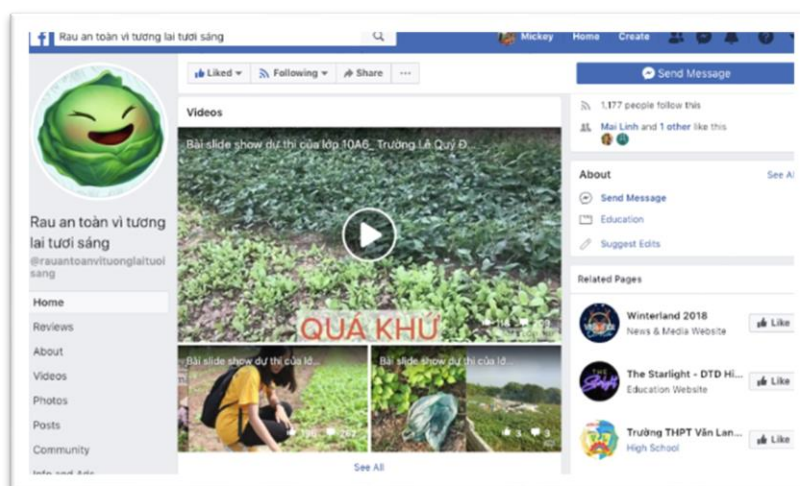 Rau an toàn vì tương lai tươi sáng
Mickey
Home
Create
Liked
Following
Share
Send Message
Rau an toàn vì tương
lai tươi sáng
@rauantoanvituonglaituoi
sang
Home
Reviews
About
Videos
Photos
Posts
Community
Info and Ads
Videos
Bài slide show dự thi của lớp 10A6_ Trường Lê Quý Đ...
QUÁ KHỨ
Bài slide show dự thi của lớ...
Bài slide show dự thi của lớ...
3 3
See All
1,177 people follow this
Mai Linh and 1 other like this
About
See Al
Send Message
Education
Suggest Edits
Related Pages
Winterland 2018
News & Media Website
Like
The Starlight - DTD Hi...
Education Website
Like
Trường THPT Văn Lan...
High School
Like